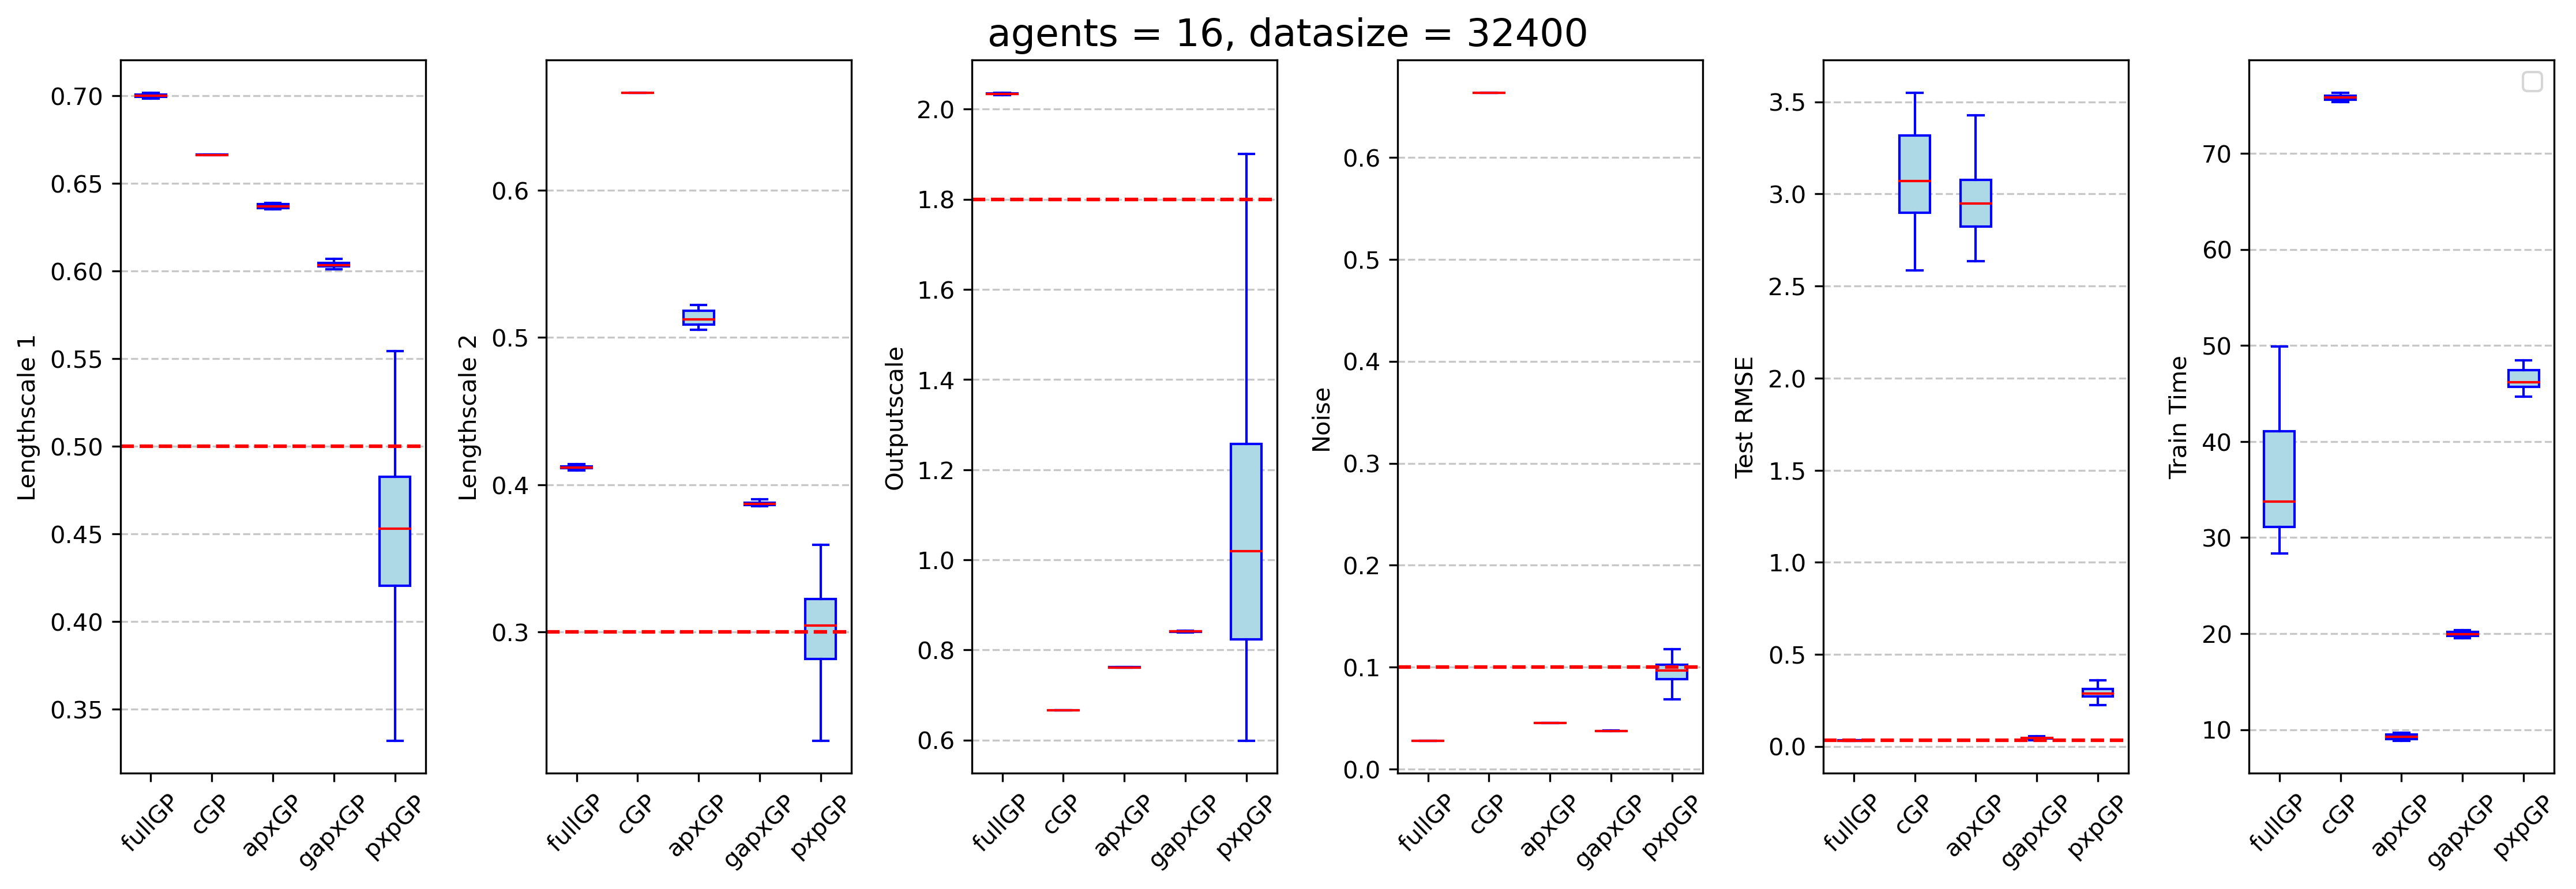 agents = 16, datasize = 32400
Lengthscale 1
0.70
0.65
0.60
0.55
0.50
0.45
0.40
0.35
fullGP
cGP
apxGP
gapxGP
pxpGP
Lengthscale 2
0.6
0.5
0.4
0.3
fullGP
cGP
apxGP
gapxGP
pxpGP
Outputscale
2.0
1.8
1.6
1.4
1.2
1.0
0.8
0.6
fullGP
cGP
apxGP
gapxGP
pxpGP
Noise
0.6
0.5
0.4
0.3
0.2
0.1
0.0
fullGP
cGP
apxGP
gapxGP
pxpGP
Test RMSE
3.5
3.0
2.5
2.0
1.5
1.0
0.5
0.0
fullGP
cGP
apxGP
gapxGP
pxpGP
Train Time
70
60
50
40
30
20
10
fullGP
cGP
apxGP
gapxGP
pxpGP